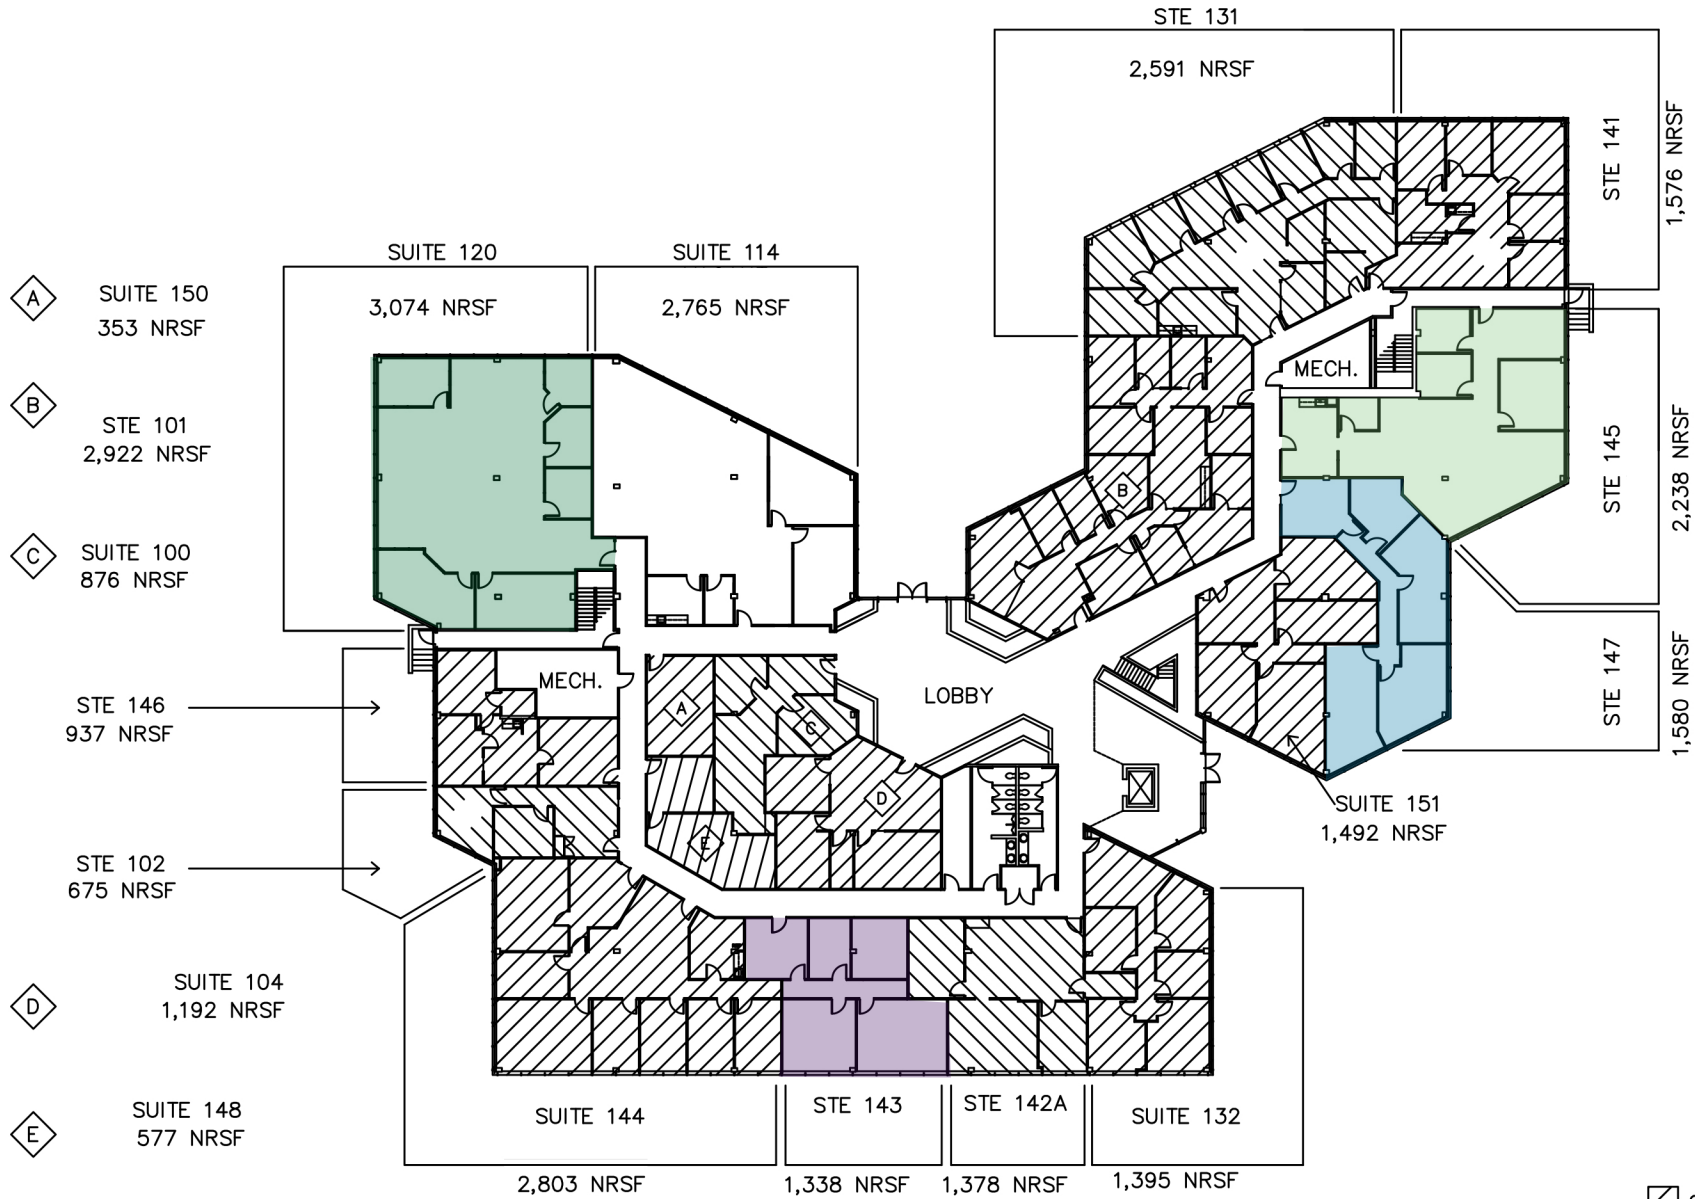 STE 131
2,591 NRSF
STE 141
1,576 NRSF
SUITE 120
3,074 NRSF
SUITE 114
2,765 NRSF
A
SUITE 150
353 NRSF
B
STE 101
2,922 NRSF
C
SUITE 100
876 NRSF
MECH.
STE 145
2,238 NRSF
B
STE 146
937 NRSF
MECH.
A
C
LOBBY
STE 147
1,580 NRSF
D
E
SUITE 151
1,492 NRSF
STE 102
675 NRSF
D
SUITE 104
1,192 NRSF
E
SUITE 148
577 NRSF
SUITE 144
2,803 NRSF
STE 143
1,338 NRSF
STE 142A
1,378 NRSF
SUITE 132
1,395 NRSF